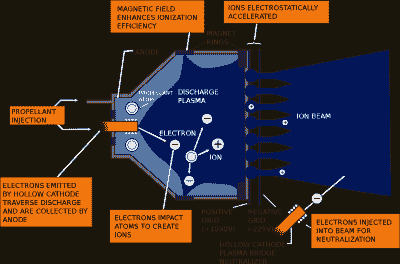 MAGNETIC FIELD
ENHANCES IONIZATION
EFFICIENCY
IONS ELECTROSTATICALLY
ACCELERATED
MAGNET
RINGS
ANODE
PROPELLANT
ATOM
DISCHARGE
PLASMA
PROPELLANT
INJECTION
ION BEAM
ELECTRON
ION
ELECTRONS EMITTED
BY HOLLOW CATHODE
TRAVERSE DISCHARGE
AND ARE COLLECTED BY
ANODE
ELECTRONS IMPACT
ATOMS TO CREATE
IONS
POSITIVE
GRID
(+1090V)
NEGATIVE
GRID
(-225V)
HOLLOW CATHODE
PLASMA BRIDGE
NEUTRALIZER
ELECTRONS INJECTED
INTO BEAM FOR
NEUTRALIZATION